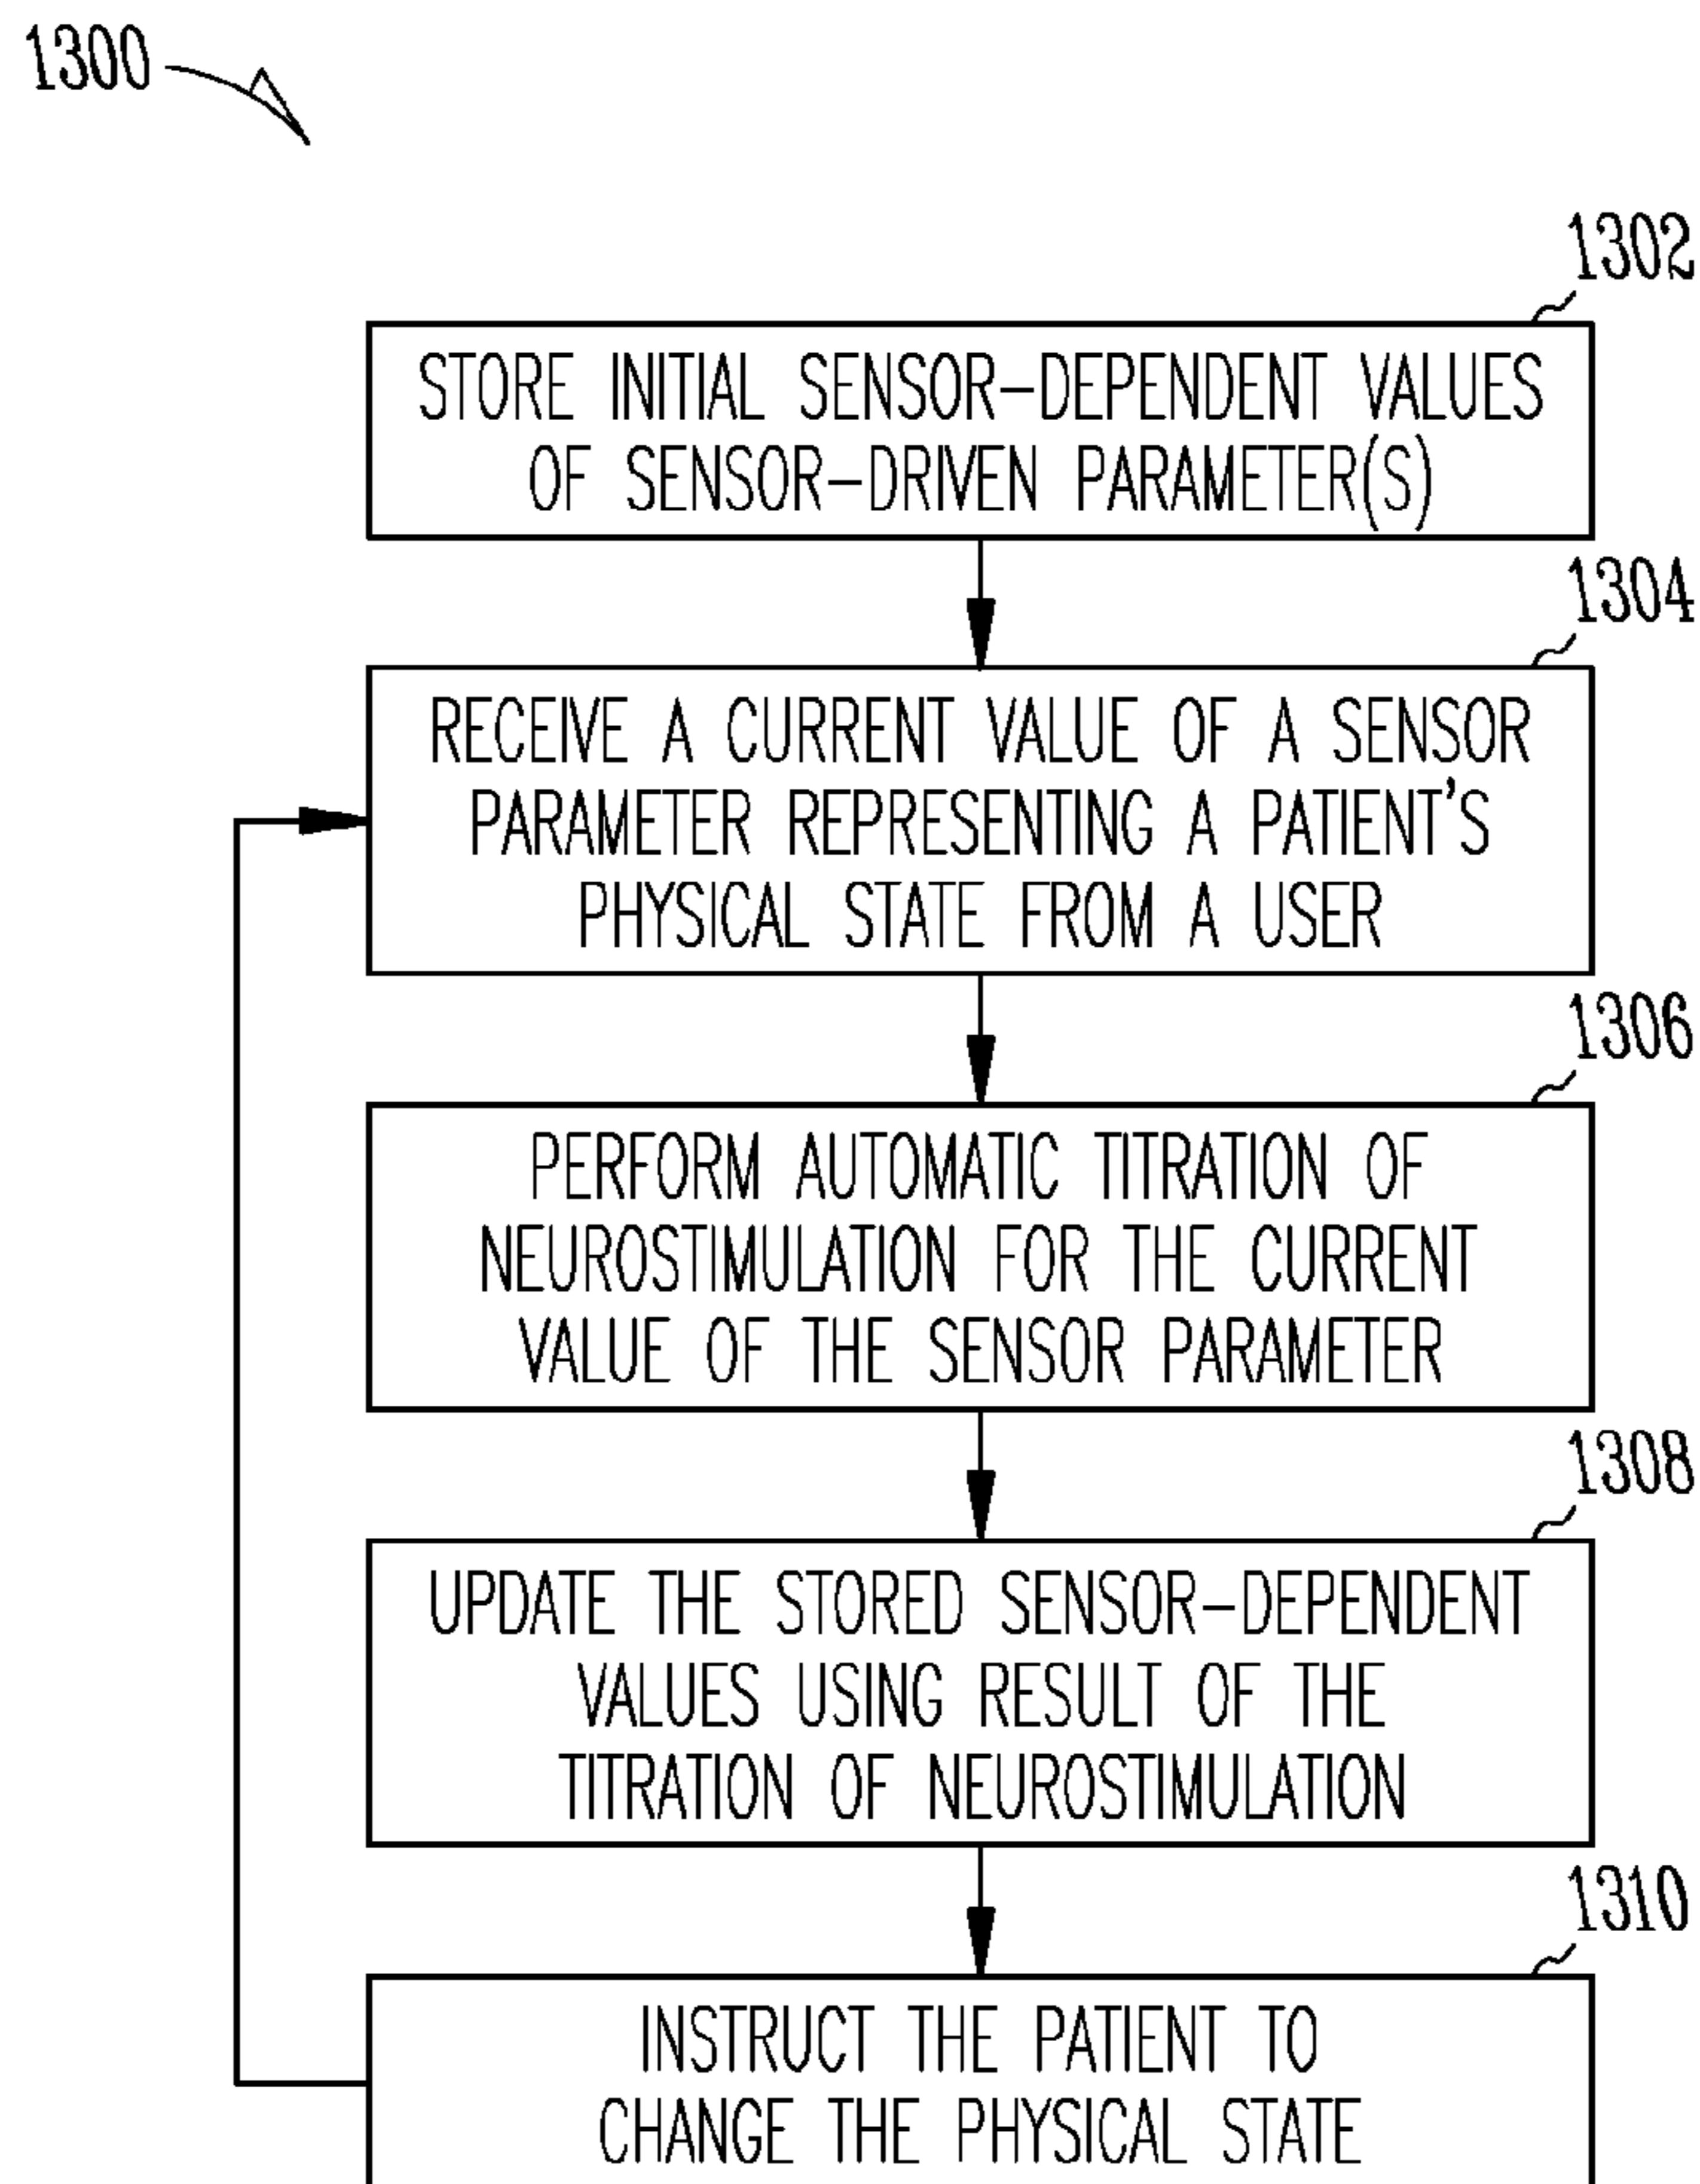 1300
1302
STORE INITIAL SENSOR-DEPENDENT VALUES
OF SENSOR-DRIVEN PARAMETER(S)
1304
RECEIVE A CURRENT VALUE OF A SENSOR
PARAMETER REPRESENTING A PATIENT'S
PHYSICAL STATE FROM A USER
1306
PERFORM AUTOMATIC TITRATION OF
NEUROSTIMULATION FOR THE CURRENT
VALUE OF THE SENSOR PARAMETER
1308
UPDATE THE STORED SENSOR-DEPENDENT
VALUES USING RESULT OF THE
TITRATION OF NEUROSTIMULATION
1310
INSTRUCT THE PATIENT TO
CHANGE THE PHYSICAL STATE